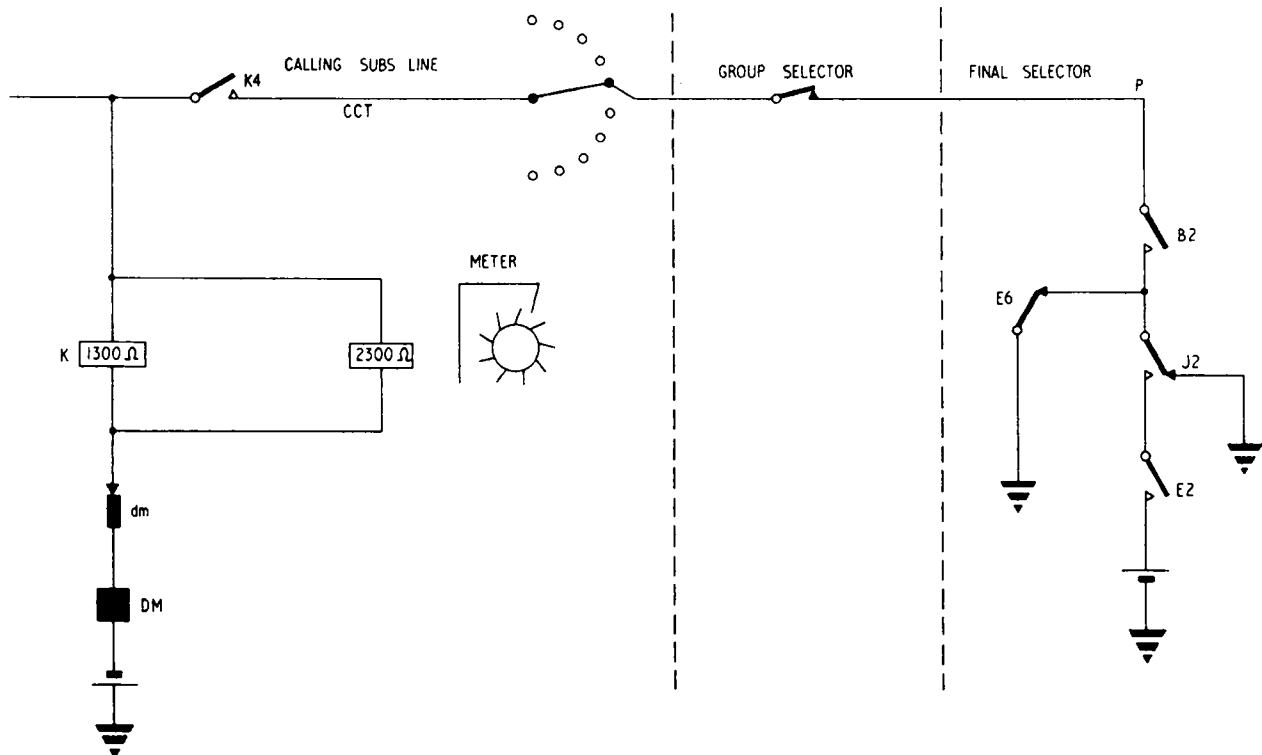 K4
CALLING SUBS LINE
CCT
GROUP SELECTOR
FINAL SELECTOR
P
B2
METER
E6
K
1300 Ω
2300 Ω
J2
dm
E2
DM